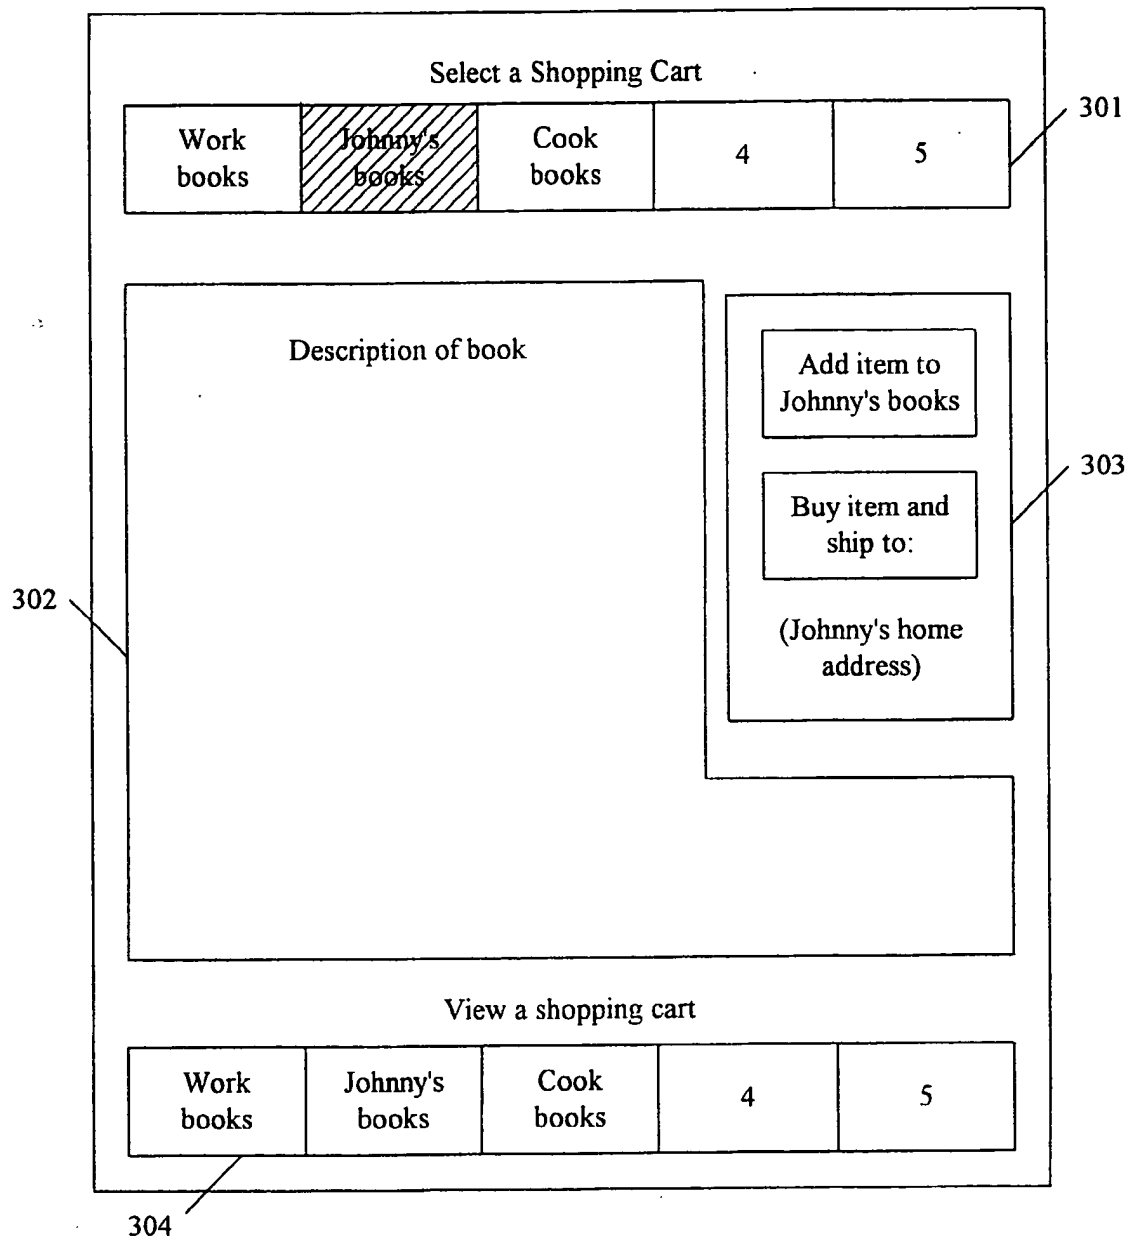 Select a Shopping Cart
301
Work
books
Johnny's
books
Cook
books
4
5
Description of book
Add item to
Johnny's books
303
Buy item and
ship to:
302
(Johnny's home
address)
View a shopping cart
Work
books
Johnny's
books
Cook
books
4
5
304